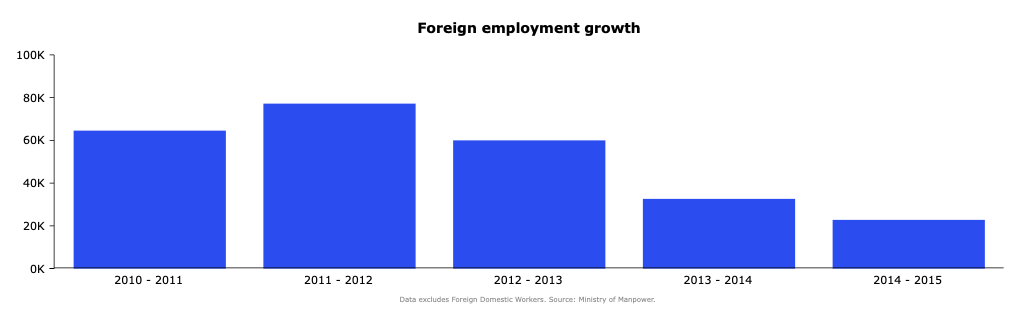 Foreign employment growth
100K
80K
60K
40K
20K
0K
2010 - 2011
2011 - 2012
2012 - 2013
2013 - 2014
2014 - 2015
Data excludes Foreign Domestic Workers. Source: Ministry of Manpower.